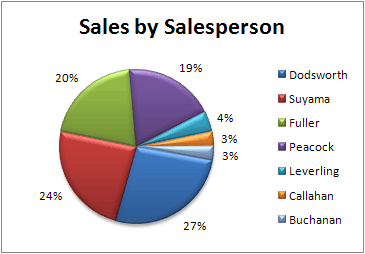 Sales by Salesperson
19%
20%
4%
3%
3%
24%
27%
Dodsworth
Suyama
Fuller
Peacock
Leverling
Callahan
Buchanan